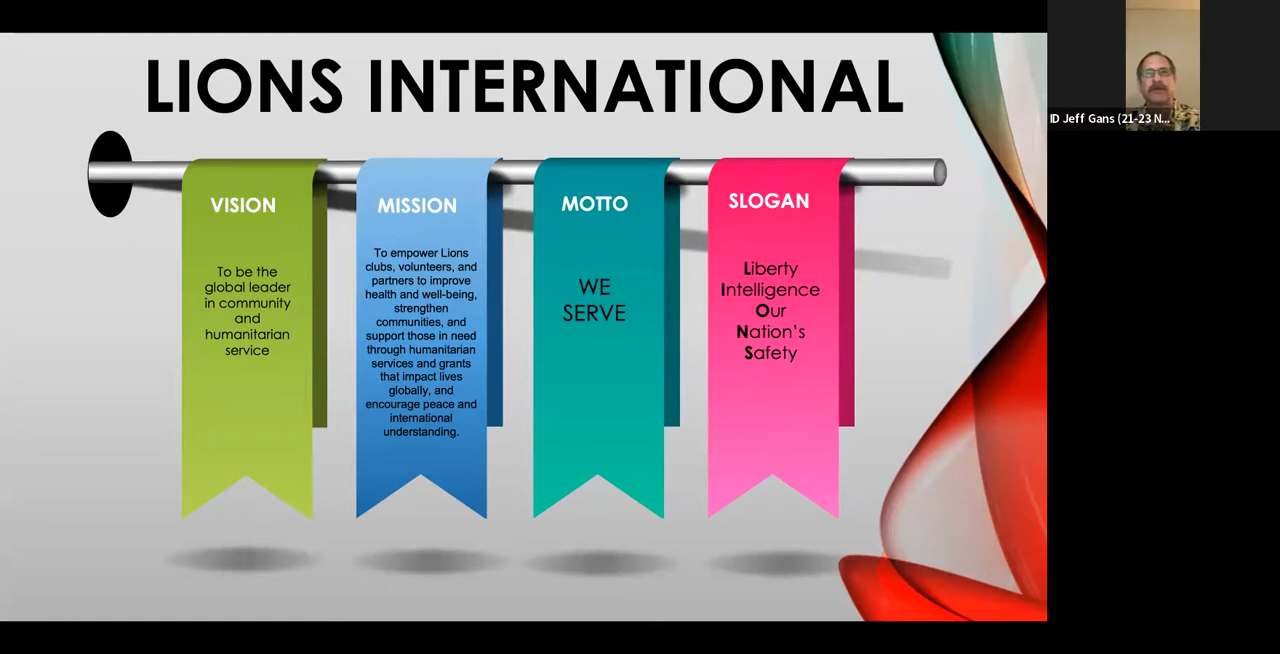 LIONS INTERNATIONAL
VISION
To be the
global leader
in community
and
humanitarian
service
MISSION
To empower Lions
clubs, volunteers, and
partners to improve
health and well-being,
strengthen
communities, and
support those in need
through humanitarian
services and grants
that impact lives
globally, and
encourage peace and
international
understanding.
MOTTO
WE
SERVE
SLOGAN
Liberty
Intelligence
Our
Nation's
Safety
ID Jeff Gans (21-23 N...